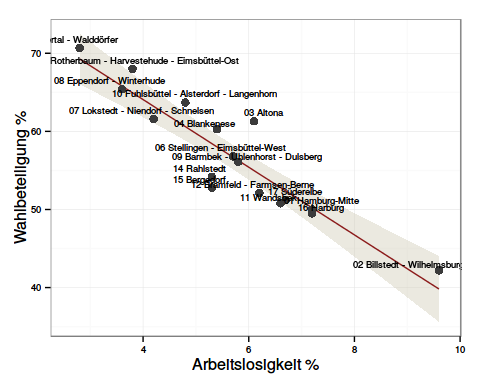 rtal - Walddörfer
Rotherbaum - Harvestehude - Eimsbüttel-Ost
08 Eppendorf - Winterhude
10 Fuhlsbüttel - Alsterdorf - Langenhorn
07 Lokstedt - Niendorf - Schnelsen
03 Altona
04 Blankenese
06 Stellingen - Eimsbüttel-West
09 Barmbek - Uhlenhorst - Dulsberg
14 Rahlstedt
15 Bergedorf
12 Bramfeld - Farmsen-Berne
17 Süderelbe
11 Wandsbek
01 Hamburg-Mitte
16 Harburg
02 Billstedt - Wilhelmsburg
70
60
50
40
Wahlbeteiligung %
4
6
8
10
Arbeitslosigkeit %